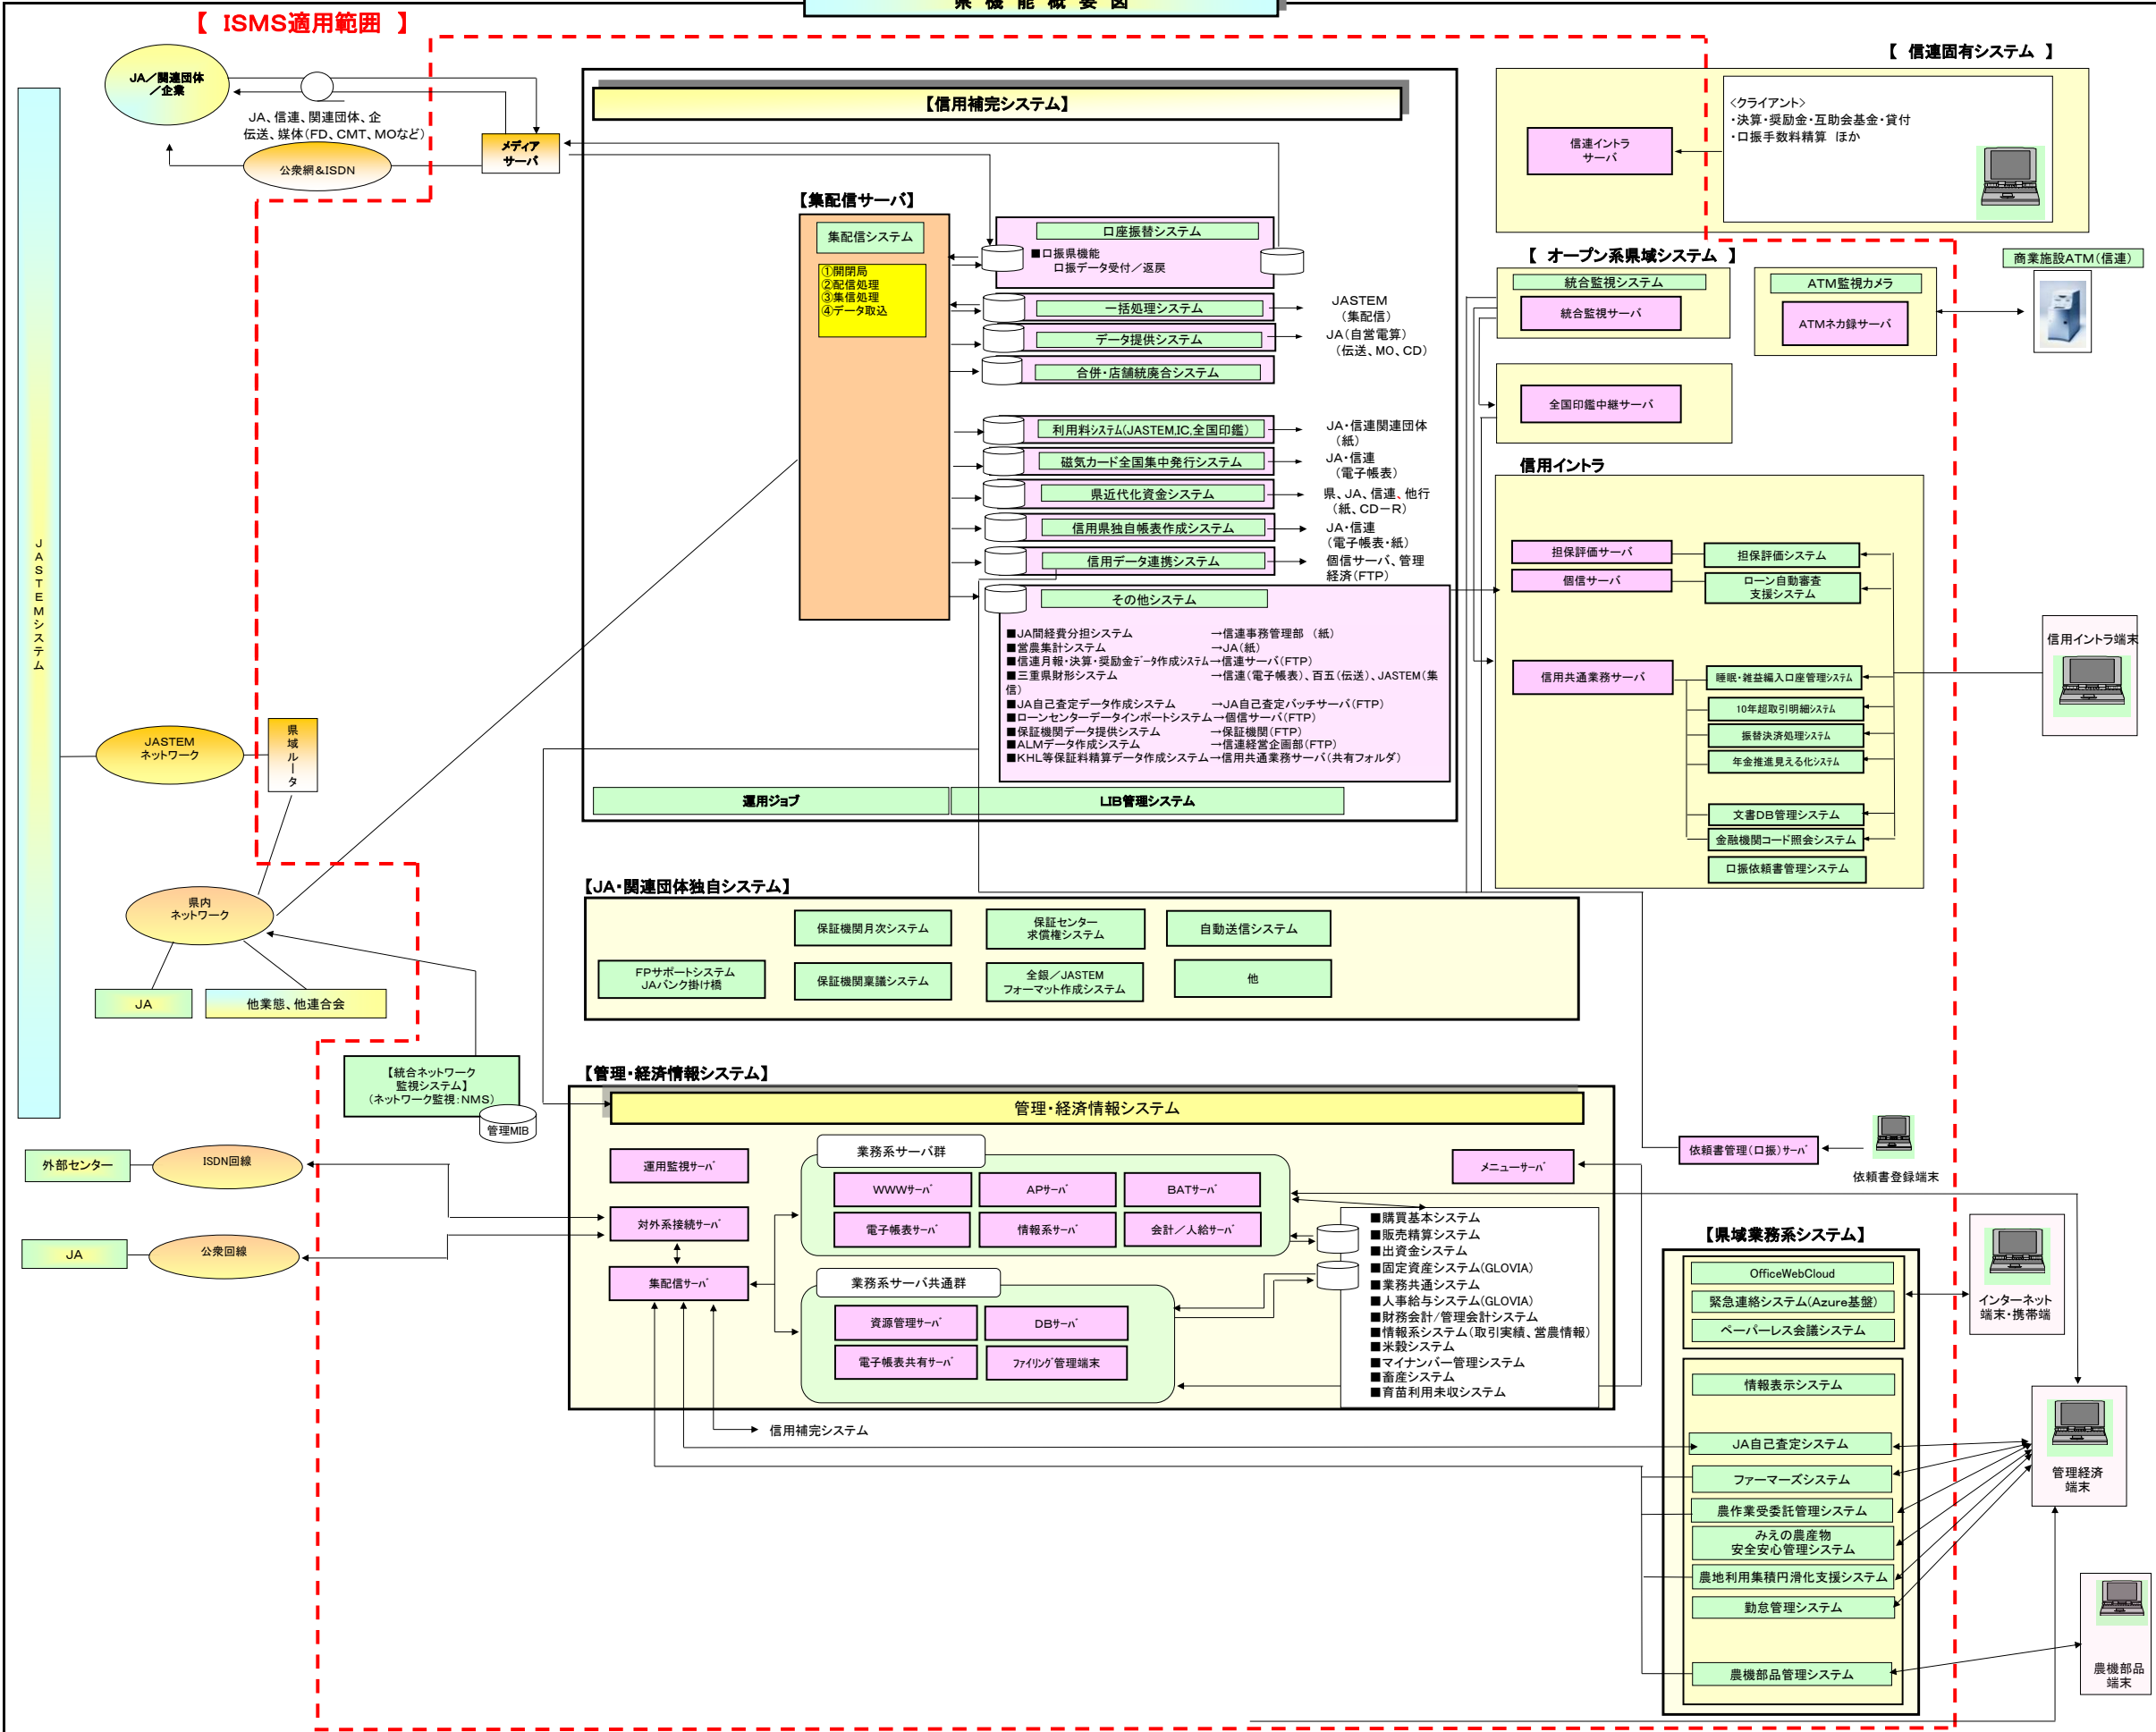 県 機 能 概 要 図
【 ISMS適用範囲 】
JA/関連団体
/企業
JA、信連、関連団体、企
伝送、媒体(FD、CMT、MOなど)
公衆網&ISDN
メディア
サーバ
JASTEMシステム
JASTEM
ネットワーク
県域ルータ
県内
ネットワーク
JA
他業態、他連合会
【統合ネットワーク
監視システム】
(ネットワーク監視:NMS)
管理MIB
外部センター
ISDN回線
JA
公衆回線
【信用補完システム】
【集配信サーバ】
集配信システム
①開閉局
②配信処理
③集信処理
④データ取込
口座振替システム
■口振県機能
口振データ受付/返戻
一括処理システム
JASTEM
(集配信)
データ提供システム
JA(自営電算)
(伝送、MO、CD)
合併・店舗統廃合システム
利用料システム(JASTEM,IC,全国印鑑)
JA・信連関連団体
(紙)
磁気カード全国集中発行システム
JA・信連
(電子帳表)
県近代化資金システム
県、JA、信連、他行
(紙、CD-R)
信用県独自帳表作成システム
JA・信連
(電子帳表・紙)
信用データ連携システム
個信サーバ、管理
経済(FTP)
その他システム
■JA間経費分担システム →信連事務管理部 (紙)
■営農集計システム →JA(紙)
■信連月報・決算・奨励金データ作成システム→信連サーバ(FTP)
■三重県財形システム →信連(電子帳表)、百五(伝送)、JASTEM(集
信)
■JA自己査定データ作成システム →JA自己査定バッチサーバ(FTP)
■ローンセンターデータインポートシステム→個信サーバ(FTP)
■保証機関データ提供システム →保証機関(FTP)
■ALMデータ作成システム →信連経営企画部(FTP)
■KHL等保証料精算データ作成システム→信用共通業務サーバ(共有フォルダ)
運用ジョブ
LIB管理システム
【 信連固有システム 】
信連イントラ
サーバ
<クライアント>
・決算・奨励金・互助会基金・貸付
・口振手数料精算 ほか
【 オープン系県域システム 】
統合監視システム
統合監視サーバ
ATM監視カメラ
ATMネカ録サーバ
商業施設ATM(信連)
全国印鑑中継サーバ
信用イントラ
担保評価サーバ
担保評価システム
個信サーバ
ローン自動審査
支援システム
信用共通業務サーバ
睡眠・雑益編入口座管理システム
10年超取引明細システム
振替決済処理システム
年金推進見える化システム
文書DB管理システム
金融機関コード照会システム
口振依頼書管理システム
信用イントラ端末
【JA・関連団体独自システム】
保証機関月次システム
保証センター
求償権システム
自動送信システム
FPサポートシステム
JAバンク掛け橋
保証機関稟議システム
全銀/JASTEM
フォーマット作成システム
他
【管理・経済情報システム】
管理・経済情報システム
運用監視サーバ
対外系接続サーバ
集配信サーバ
業務系サーバ群
WWWサーバ
APサーバ
BATサーバ
電子帳表サーバ
情報系サーバ
会計/人給サーバ
業務系サーバ共通群
資源管理サーバ
DBサーバ
電子帳表共有サーバ
ファイリング管理端末
メニューサーバ
■購買基本システム
■販売精算システム
■出資金システム
■固定資産システム(GLOVIA)
■業務共通システム
■人事給与システム(GLOVIA)
■財務会計/管理会計システム
■情報系システム(取引実績、営農情報)
■米穀システム
■マイナンバー管理システム
■畜産システム
■育苗利用未収システム
信用補完システム
依頼書管理(口振)サーバ
依頼書登録端末
【県域業務系システム】
OfficeWebCloud
緊急連絡システム(Azure基盤)
ペーパーレス会議システム
情報表示システム
JA自己査定システム
ファーマーズシステム
農作業受委託管理システム
みえの農産物
安全安心管理システム
農地利用集積円滑化支援システム
勤怠管理システム
農機部品管理システム
インターネット
端末・携帯端
管理経済
端末
農機部品
端末